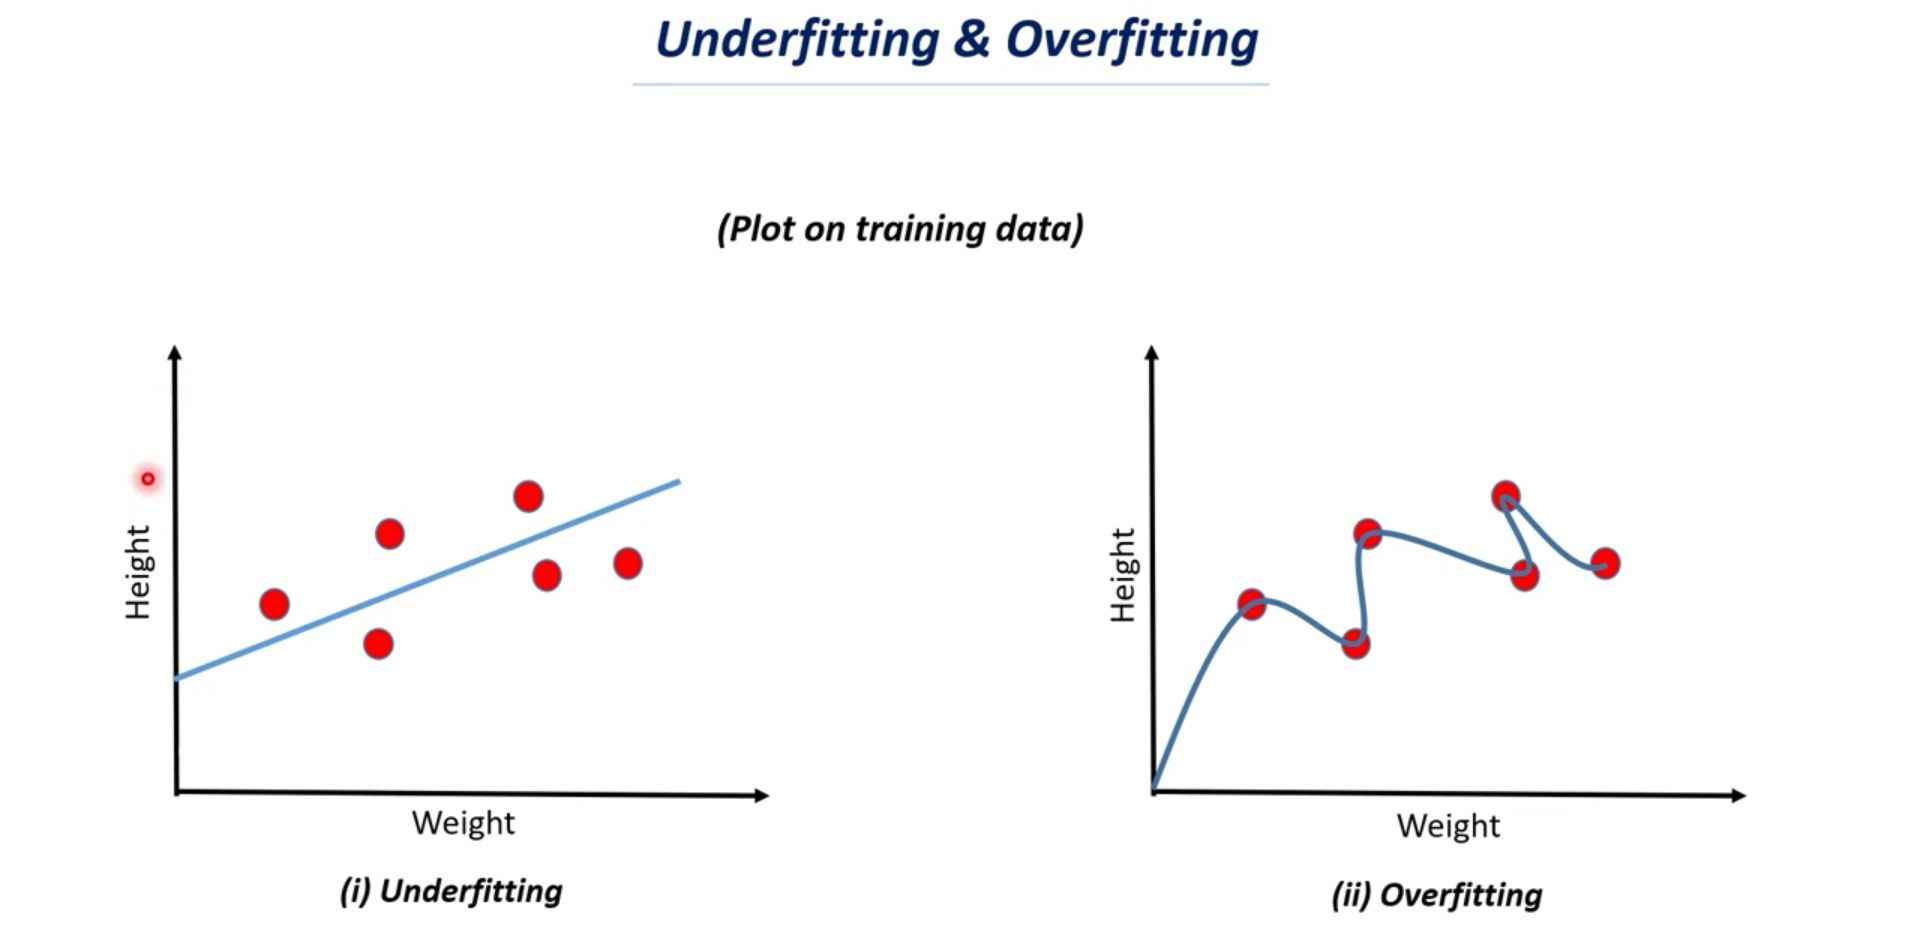 Underfitting & Overfitting
(Plot on training data)
Height
Weight
(i) Underfitting
Height
Weight
(ii) Overfitting